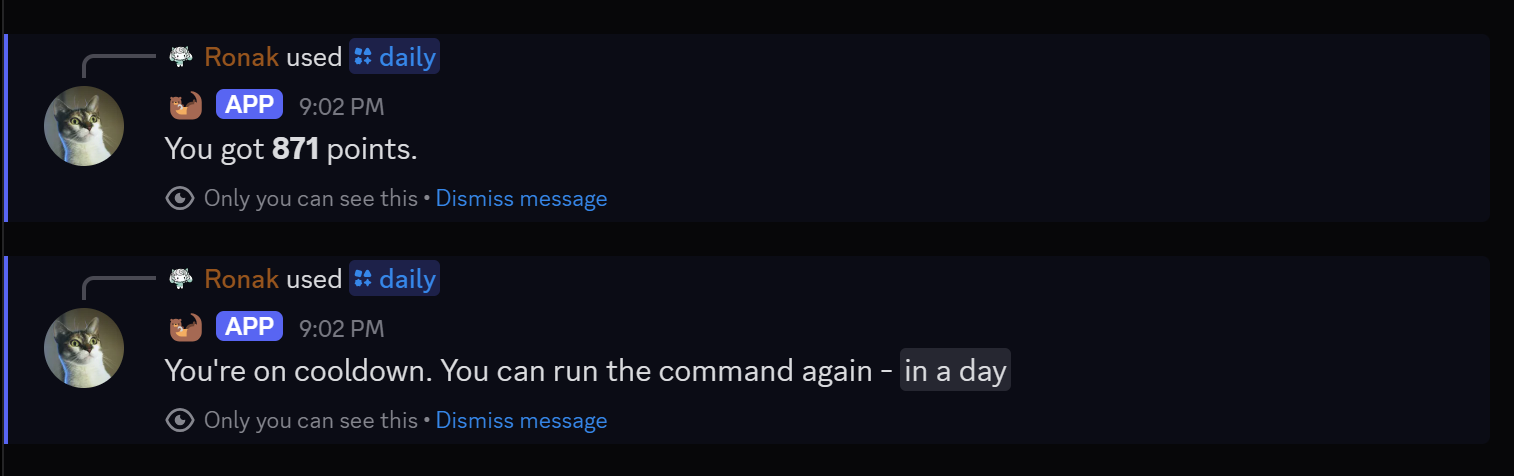 Ronak used daily
APP 9:02 PM
You got 871 points.
Only you can see this • Dismiss message
Ronak used daily
APP 9:02 PM
You're on cooldown. You can run the command again - in a day
Only you can see this • Dismiss message